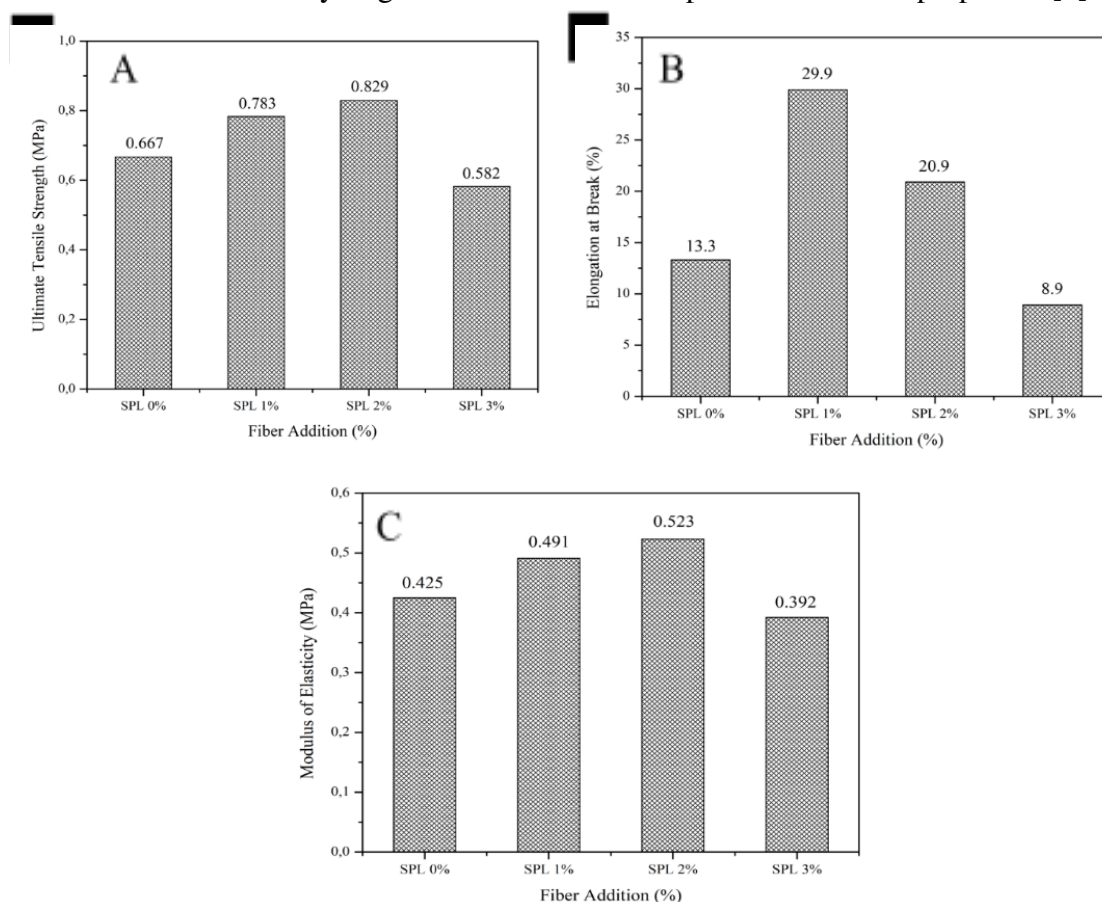 A
Ultimate Tensile Strength (MPa)
1,0
0,8
0,6
0,4
0,2
0,0
0.667
0.783
0.829
0.582
SPL 0% SPL 1% SPL 2% SPL 3%
Fiber Addition (%)
B
Elongation at Break (%)
35
30
25
20
15
10
5
0
13.3
29.9
20.9
8.9
SPL 0% SPL 1% SPL 2% SPL 3%
Fiber Addition (%)
C
Modulus of Elasticity (MPa)
0,6
0,5
0,4
0,3
0,2
0,1
0,0
0.425
0.491
0.523
0.392
SPL 0% SPL 1% SPL 2% SPL 3%
Fiber Addition (%)